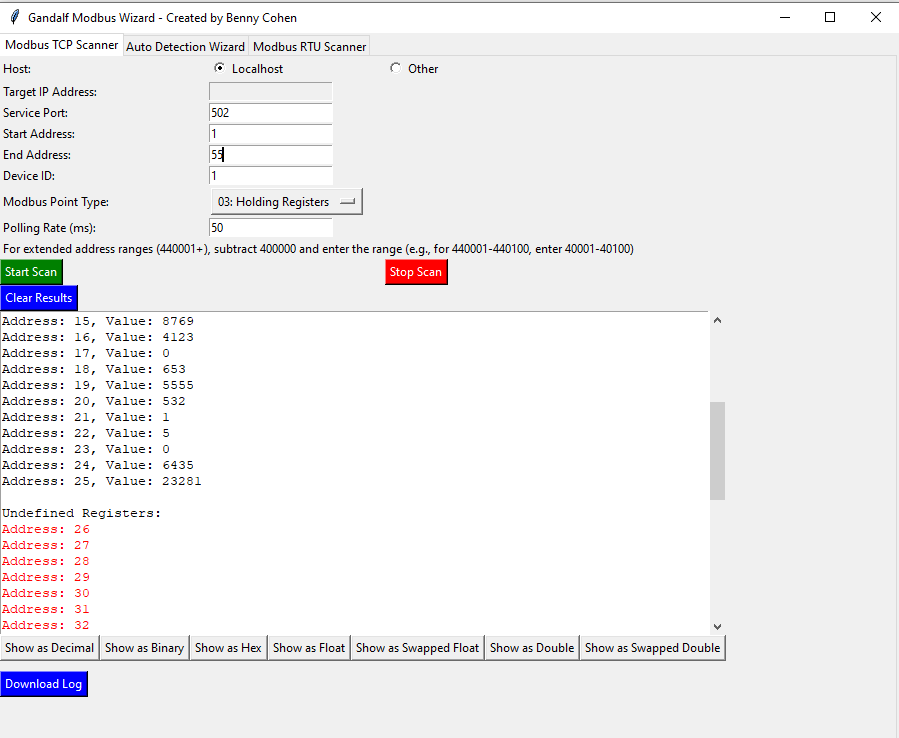 Gandalf Modbus Wizard - Created by Benny Cohen
Modbus TCP Scanner Auto Detection Wizard Modbus RTU Scanner
Host: Localhost Other
Target IP Address:
Service Port: 502
Start Address: 1
End Address: 55
Device ID: 1
Modbus Point Type: 03: Holding Registers
Polling Rate (ms): 50
For extended address ranges (440001+), subtract 400000 and enter the range (e.g., for 440001-440100, enter 40001-40100)
Start Scan Stop Scan
Clear Results
Address: 15, Value: 8769
Address: 16, Value: 4123
Address: 17, Value: 0
Address: 18, Value: 653
Address: 19, Value: 5555
Address: 20, Value: 532
Address: 21, Value: 1
Address: 22, Value: 5
Address: 23, Value: 0
Address: 24, Value: 6435
Address: 25, Value: 23281
Undefined Registers:
Address: 26
Address: 27
Address: 28
Address: 29
Address: 30
Address: 31
Address: 32
Show as Decimal Show as Binary Show as Hex Show as Float Show as Swapped Float Show as Double Show as Swapped Double
Download Log